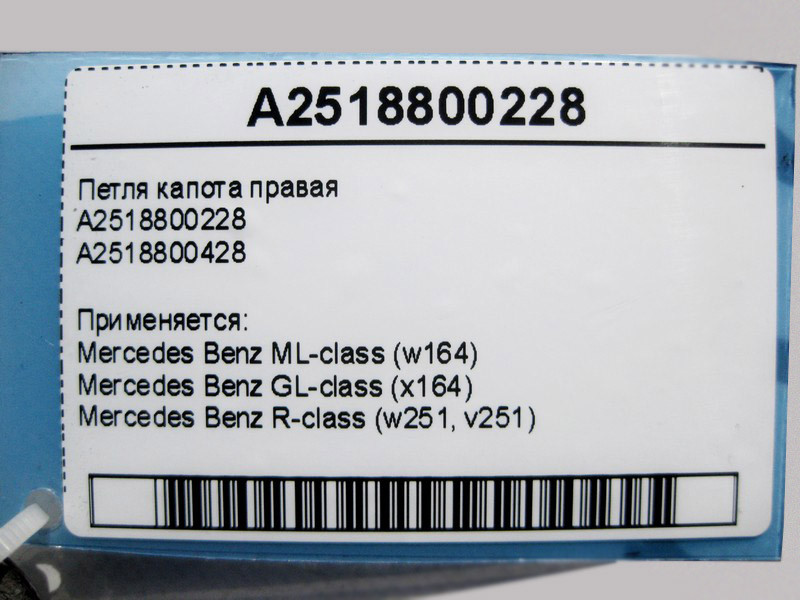 A2518800228
Петля капота правая
A2518800228
A2518800428
Применяется:
Mercedes Benz ML-class (w164)
Mercedes Benz GL-class (x164)
Mercedes Benz R-class (w251, v251)